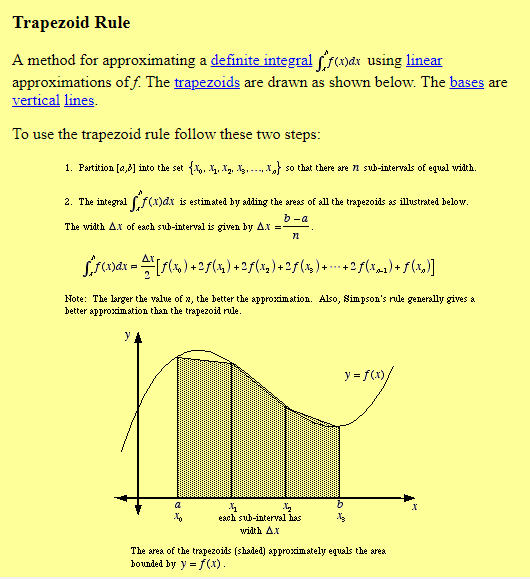 Trapezoid Rule
A method for approximating a definite integral ∫ₐᵇ f(x)dx using linear
approximations of f. The trapezoids are drawn as shown below. The bases are
vertical lines.
To use the trapezoid rule follow these two steps:
1. Partition [a,b] into the set {x₀, x₁, x₂, x₃, ..., xₙ} so that there are n sub-intervals of equal width.
2. The integral ∫ₐᵇ f(x)dx is estimated by adding the areas of all the trapezoids as illustrated below.
The width Δx of each sub-interval is given by Δx = (b − a)/n.
∫ₐᵇ f(x)dx = Δx/2 [f(x₀) + 2f(x₁) + 2f(x₂) + 2f(x₃) + ··· + 2f(xₙ₋₁) + f(xₙ)]
Note: The larger the value of n, the better the approximation. Also, Simpson's rule generally gives a
better approximation than the trapezoid rule.
y
y = f(x)
a b
x₀ x₁ x₂ x₃ x
each sub-interval has
width Δx
The area of the trapezoids (shaded) approximately equals the area
bounded by y = f(x).